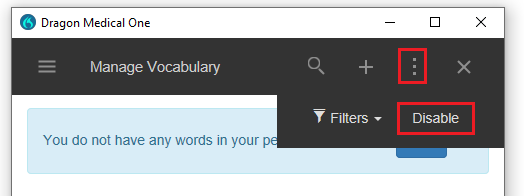 Dragon Medical One
Manage Vocabulary
Filters Disable
You do not have any words in your pe